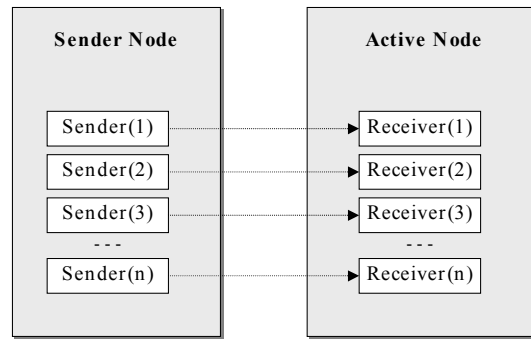 Sender Node
Sender(1)
Sender(2)
Sender(3)
---
Sender(n)
Active Node
Receiver(1)
Receiver(2)
Receiver(3)
---
Receiver(n)